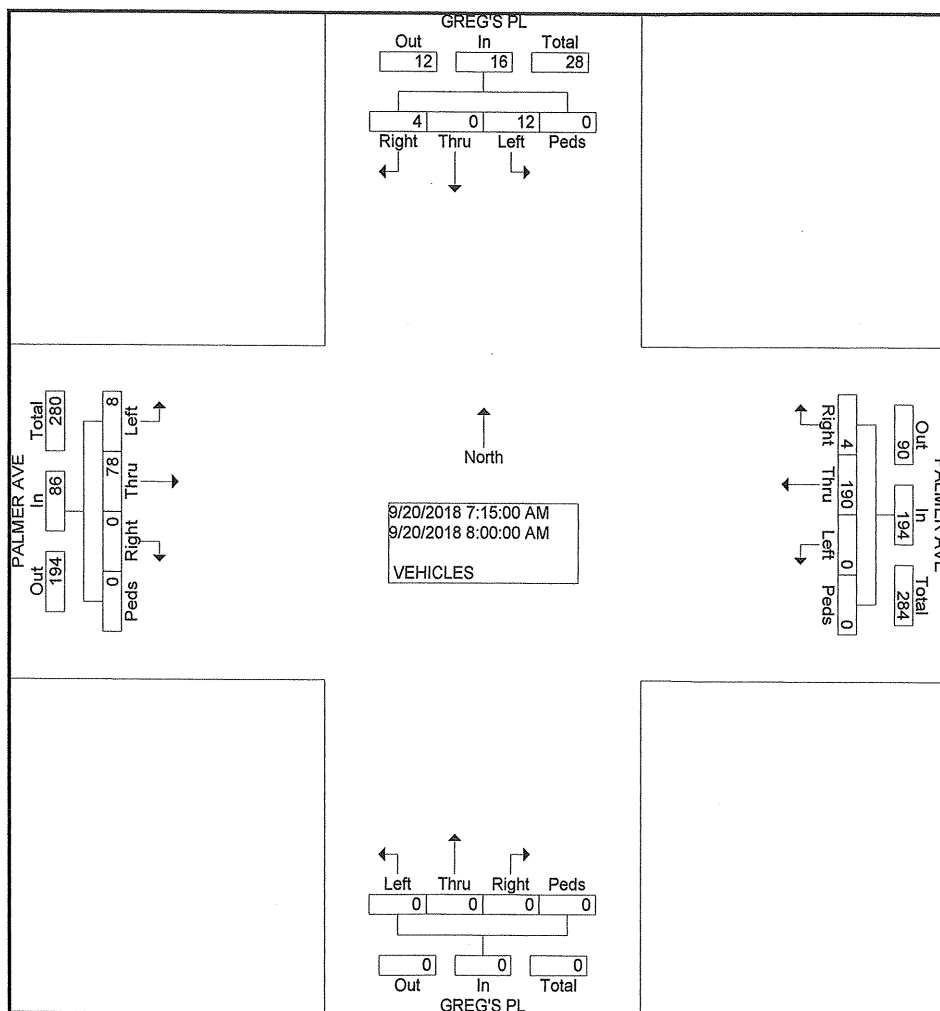 GREG'S PL
Out In Total
12 16 28
4 0 12 0
Right Thru Left Peds
PALMER AVE
Out In Total
194 86 280
Left Thru Right Peds
8 78 0 0
North
9/20/2018 7:15:00 AM
9/20/2018 8:00:00 AM
VEHICLES
Right Thru Left Peds
4 190 0 0
Out In Total
90 194 284
PALMER AVE
Left Thru Right Peds
0 0 0 0
0 0 0
Out In Total
GREG'S PL